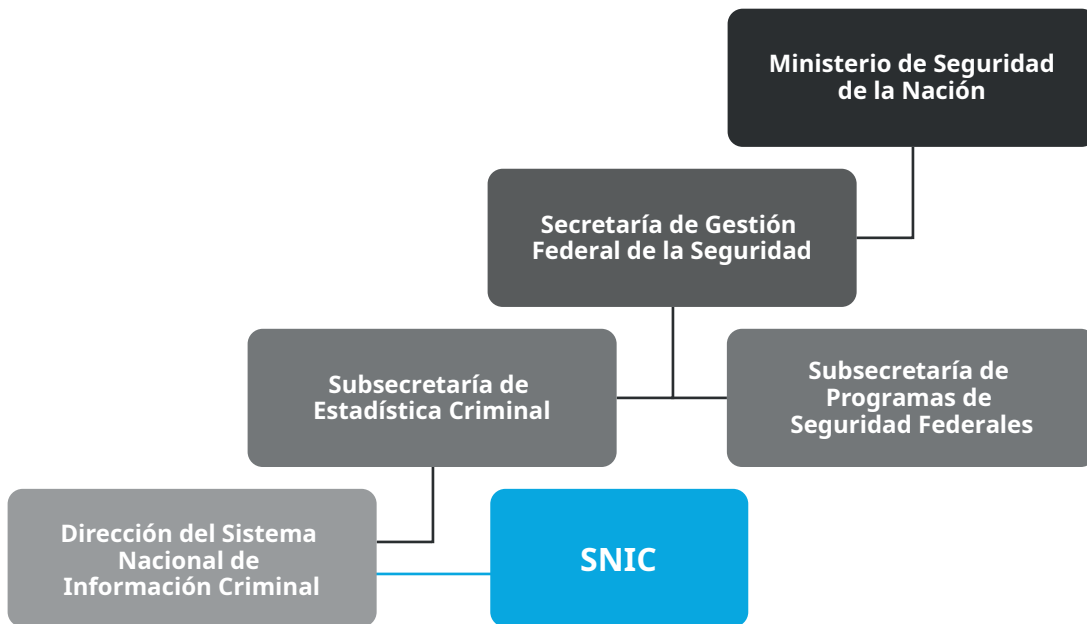 Ministerio de Seguridad
de la Nación
Secretaría de Gestión
Federal de la Seguridad
Subsecretaría de
Estadística Criminal
Subsecretaría de
Programas de
Seguridad Federales
Dirección del Sistema
Nacional de
Información Criminal
SNIC